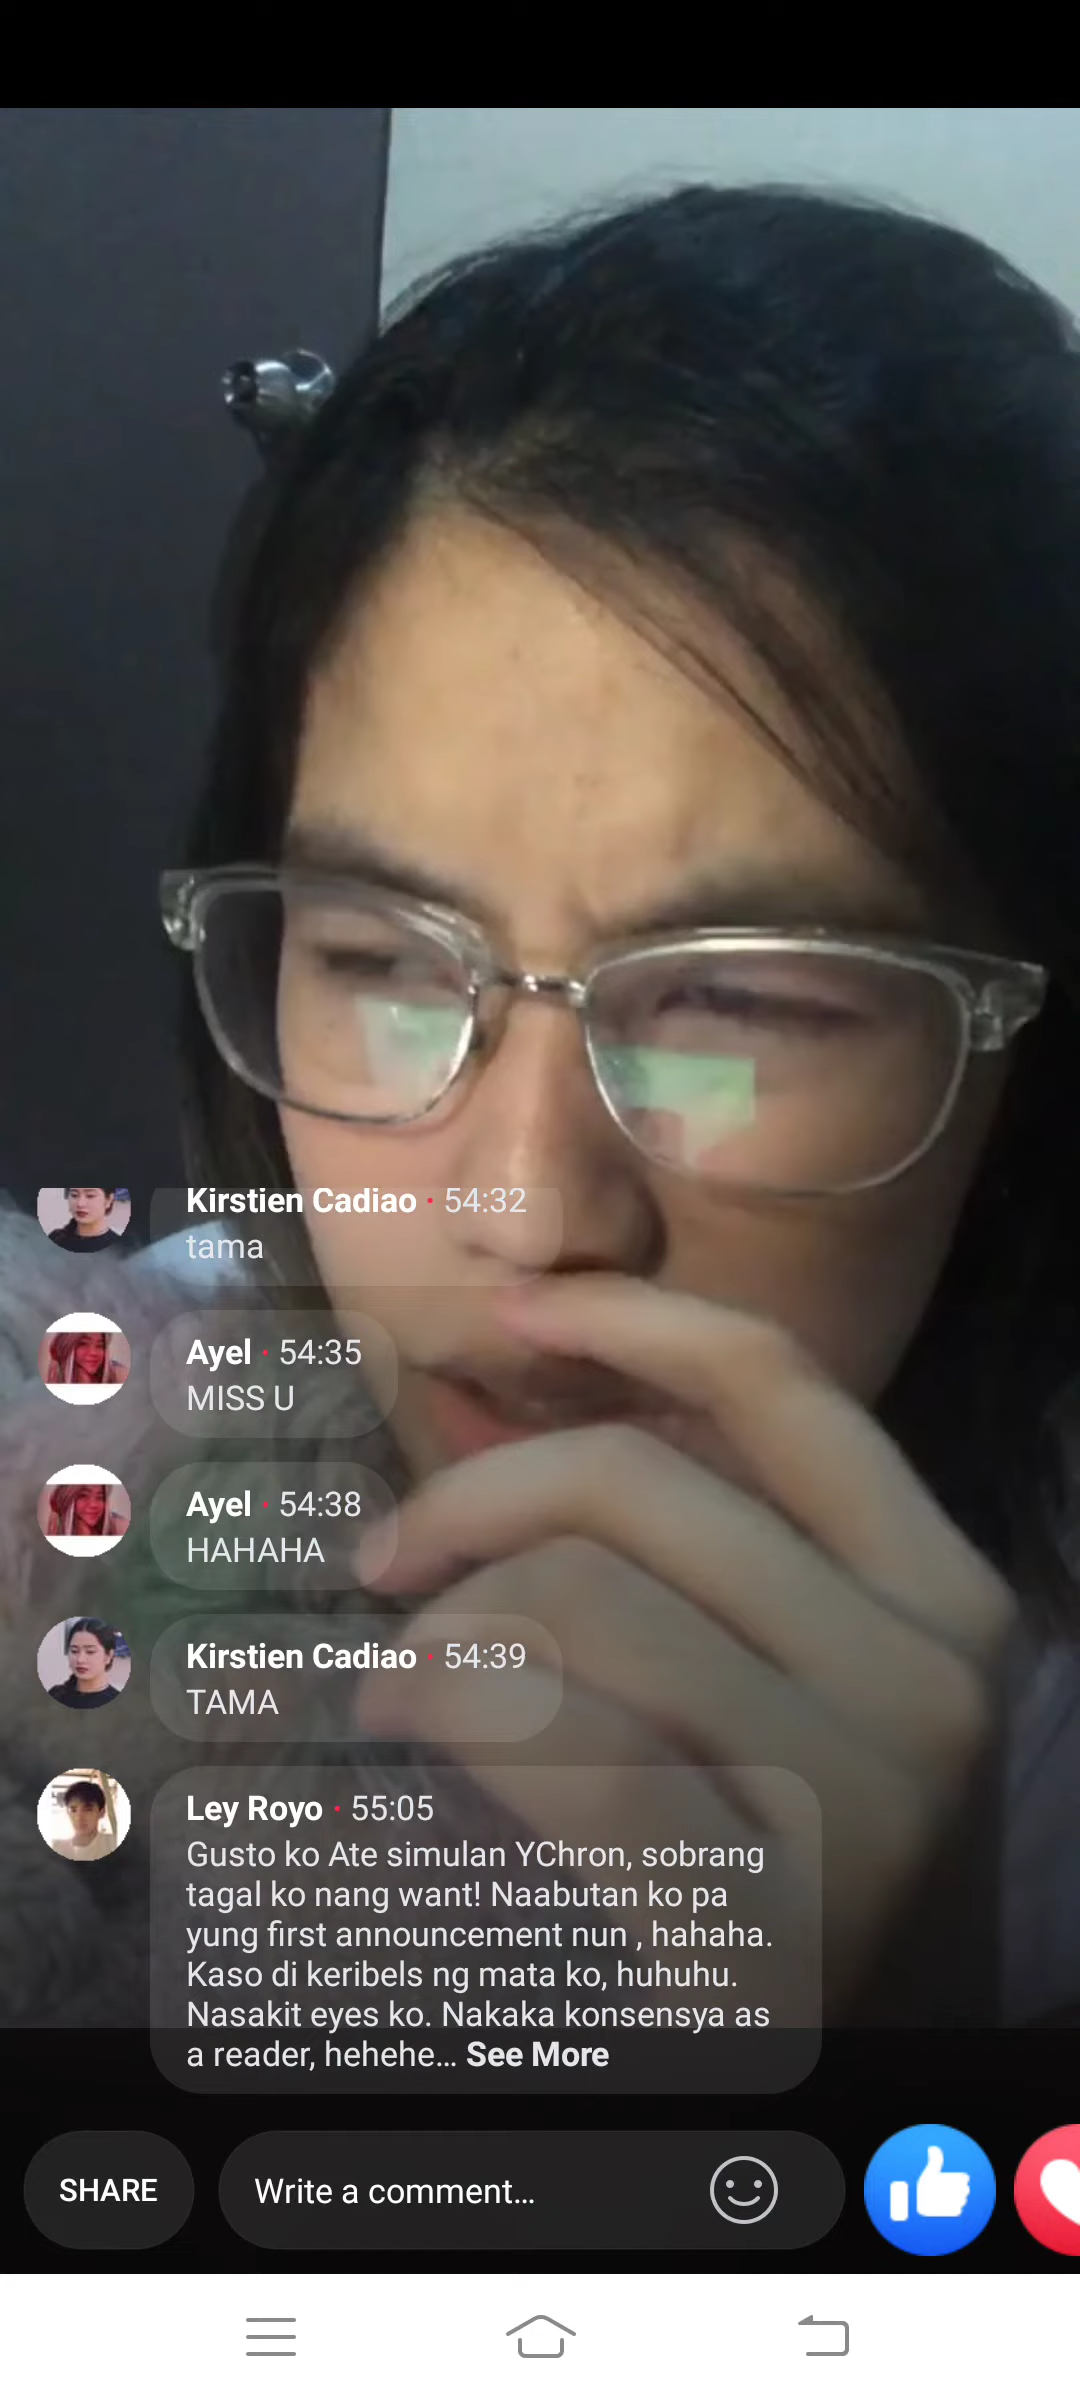 Kirstien Cadiao · 54:32
tama
Ayel · 54:35
MISS U
Ayel · 54:38
HAHAHA
Kirstien Cadiao · 54:39
TAMA
Ley Royo · 55:05
Gusto ko Ate simulan YChron, sobrang
tagal ko nang want! Naabutan ko pa
yung first announcement nun , hahaha.
Kaso di keribels ng mata ko, huhuhu.
Nasakit eyes ko. Nakaka konsensya as
a reader, hehehe... See More
SHARE
Write a comment...